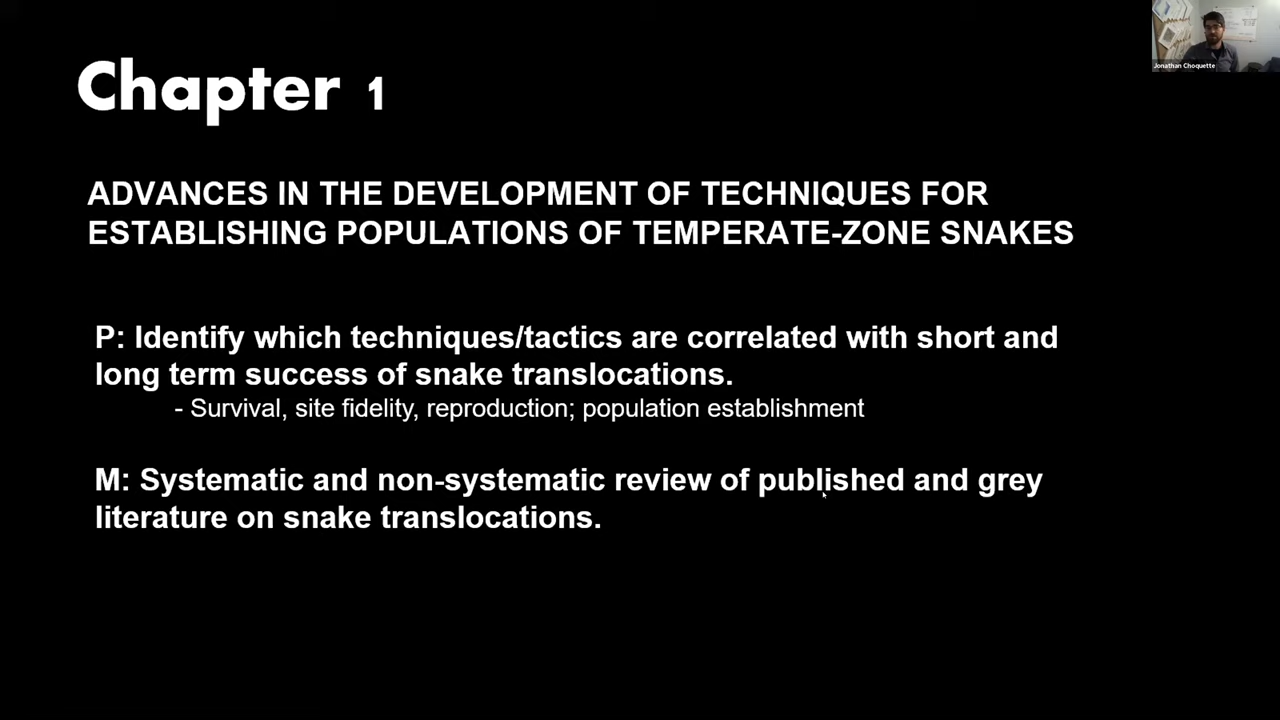 Chapter 1
Jonathan Choquette
ADVANCES IN THE DEVELOPMENT OF TECHNIQUES FOR
ESTABLISHING POPULATIONS OF TEMPERATE-ZONE SNAKES
P: Identify which techniques/tactics are correlated with short and
long term success of snake translocations.
- Survival, site fidelity, reproduction; population establishment
M: Systematic and non-systematic review of published and grey
literature on snake translocations.